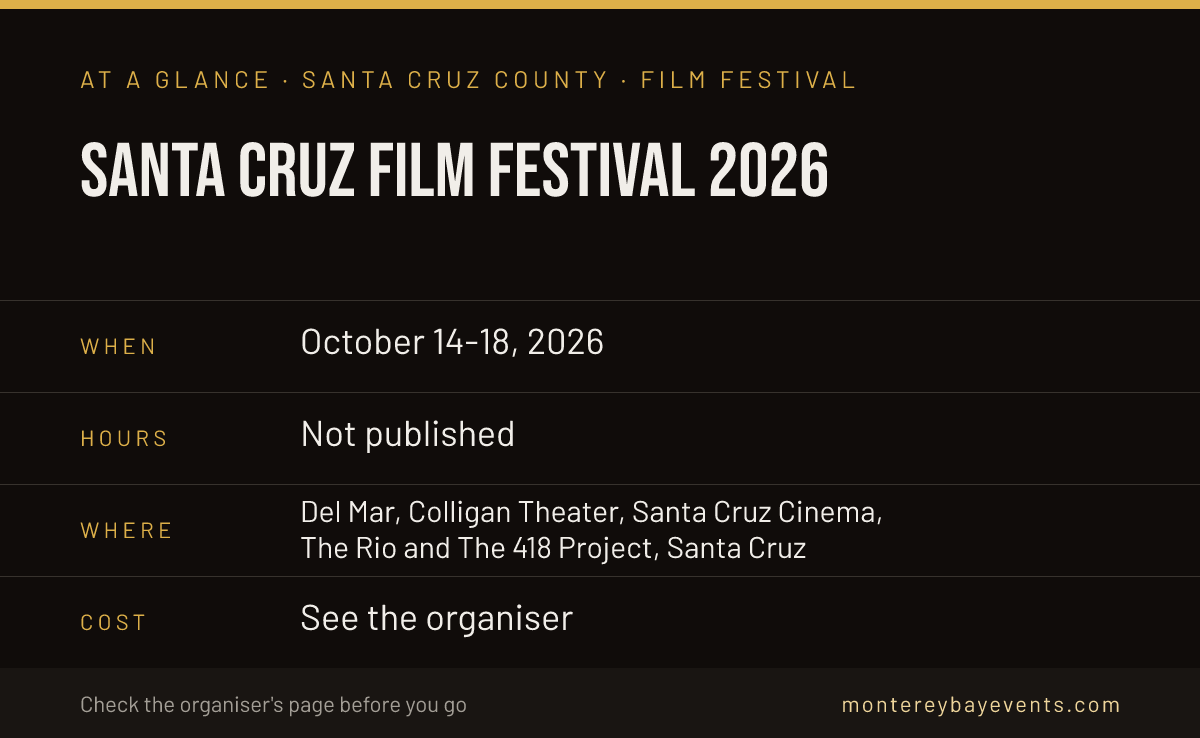 AT A GLANCE · SANTA CRUZ COUNTY · FILM FESTIVAL
SANTA CRUZ FILM FESTIVAL 2026
WHEN
October 14-18, 2026
HOURS
Not published
WHERE
Del Mar, Colligan Theater, Santa Cruz Cinema,
The Rio and The 418 Project, Santa Cruz
COST
See the organiser
Check the organiser's page before you go
montereybayevents.com